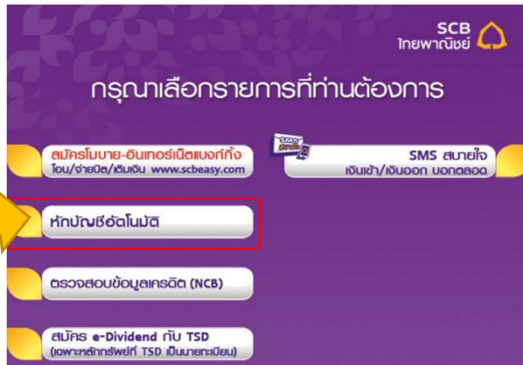 SCB
ไทยพาณิชย์
กรุณาเลือกรายการที่ท่านต้องการ
สมัครโมบาย-อินเทอร์เน็ตแบงก์กิ้ง
โอน/จ่ายบิล/เติมเงิน www.scbeasy.com
SMS
SMS สบายใจ
เงินเข้า/เงินออก บอกตลอด
หักบัญชีอัตโนมัติ
ตรวจสอบข้อมูลเครดิต (NCB)
สมัคร e-Dividend กับ TSD
(เฉพาะหลักทรัพย์ที่ TSD เป็นนายทะเบียน)